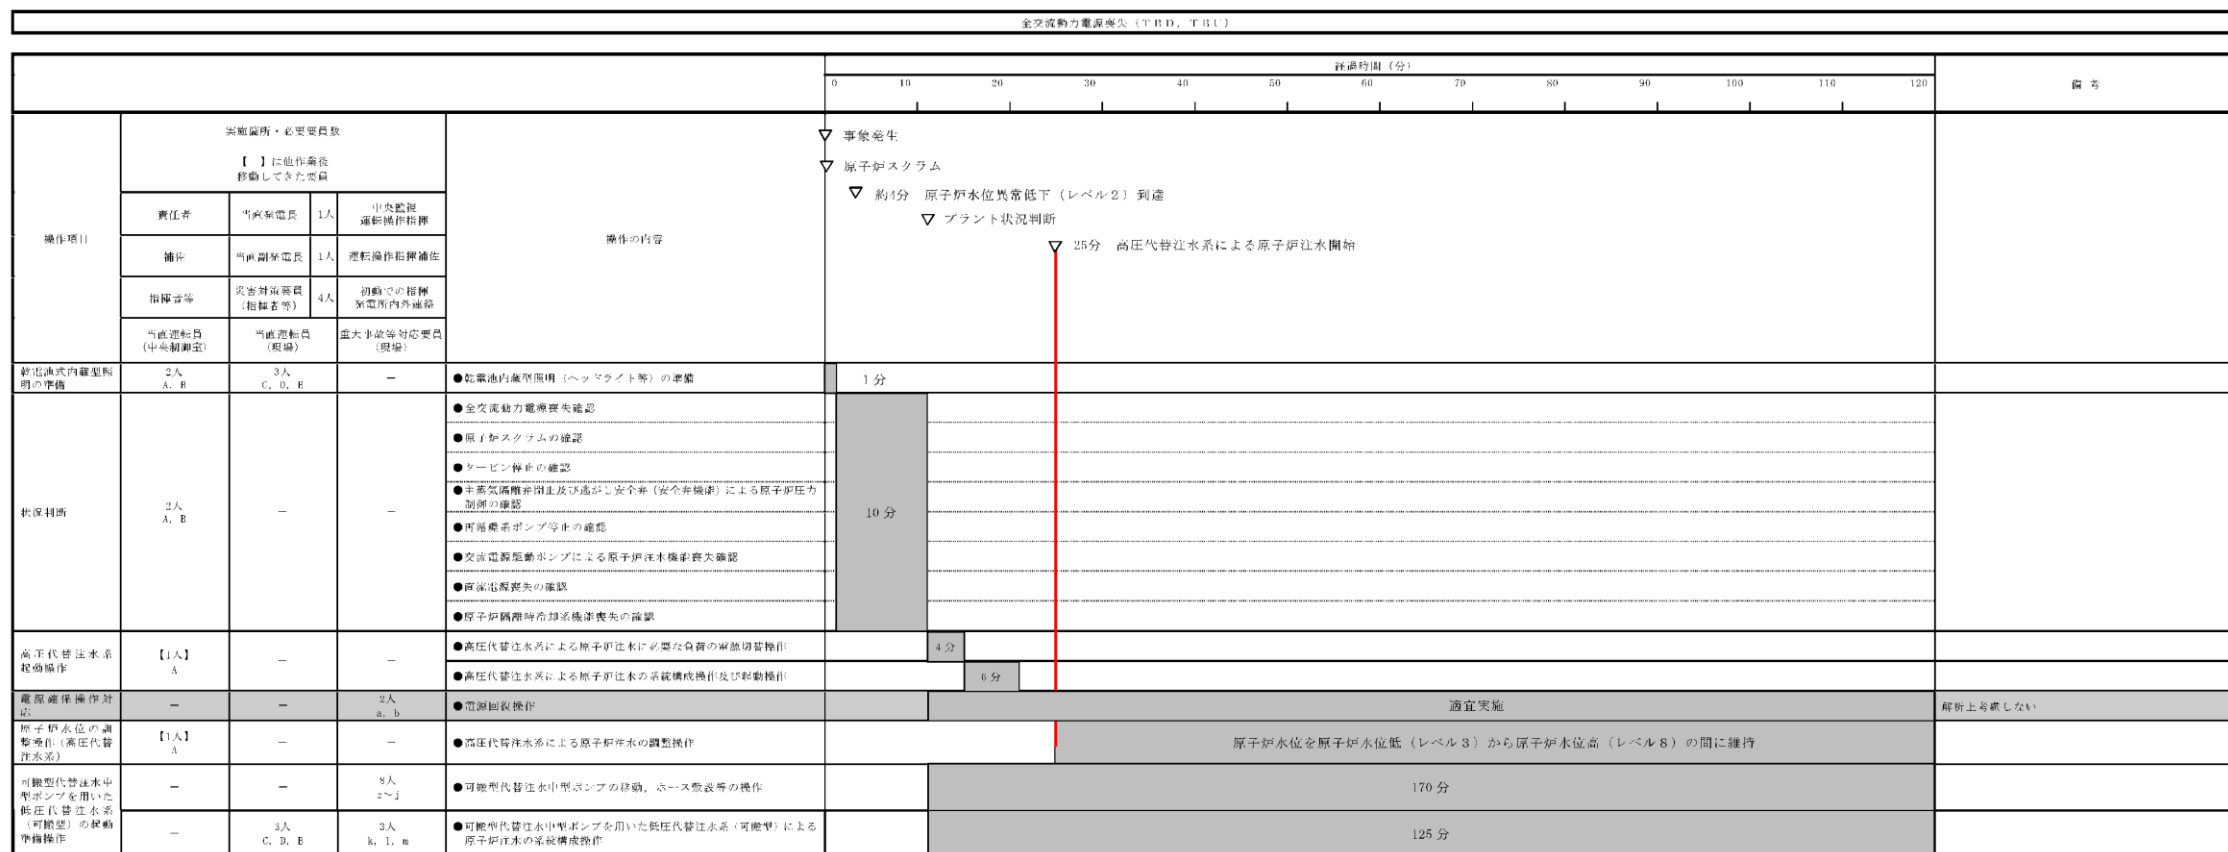 全交流動力電源喪失（ＴＢＤ，ＴＢＵ）
経過時間（分）
0 10 20 30 40 50 60 70 80 90 100 110 120
備考
操作項目
実施箇所・必要要員数
【　】は他作業後
移動してきた要員
責任者
当直発電長
1人
中央監視
運転操作指揮
補佐
当直副発電長
1人
運転操作指揮補佐
指揮者等
災害対策要員
（指揮者等）
4人
初動での指揮
発電所内外連絡
当直運転員
（中央制御室）
当直運転員
（現場）
重大事故等対応要員
（現場）
操作の内容
▽ 事象発生
▽ 原子炉スクラム
▽ 約4分　原子炉水位異常低下（レベル２）到達
▽ プラント状況判断
▽ 25分　高圧代替注水系による原子炉注水開始
乾電池式内蔵型照
明の準備
2人
A, B
3人
C, D, E
－
●乾電池内蔵型照明（ヘッドライト等）の準備
1分
状況判断
2人
A, B
－
－
●全交流動力電源喪失確認
●原子炉スクラムの確認
●タービン停止の確認
●主蒸気隔離弁閉止及び逃がし安全弁（安全弁機能）による原子炉圧力
制御の確認
●再循環系ポンプ停止の確認
●交流電源駆動ポンプによる原子炉注水機能喪失確認
●直流電源喪失の確認
●原子炉隔離時冷却系機能喪失の確認
10分
高圧代替注水系
起動操作
【1人】
A
－
－
●高圧代替注水系による原子炉注水に必要な負荷の電源切替操作
4分
●高圧代替注水系による原子炉注水の系統構成操作及び起動操作
6分
電源確保操作対
応
－
－
2人
a, b
●電源回復操作
適宜実施
解析上考慮しない
原子炉水位の調
整操作（高圧代替
注水系）
【1人】
A
－
－
●高圧代替注水系による原子炉注水の調整操作
原子炉水位を原子炉水位低（レベル３）から原子炉水位高（レベル８）の間に維持
可搬型代替注水中
型ポンプを用いた
低圧代替注水系
（可搬型）の起動
準備操作
－
－
8人
c～j
●可搬型代替注水中型ポンプの移動，ホース敷設等の操作
170分
－
3人
C, D, E
3人
k, l, m
●可搬型代替注水中型ポンプを用いた低圧代替注水系（可搬型）による
原子炉注水の系統構成操作
125分